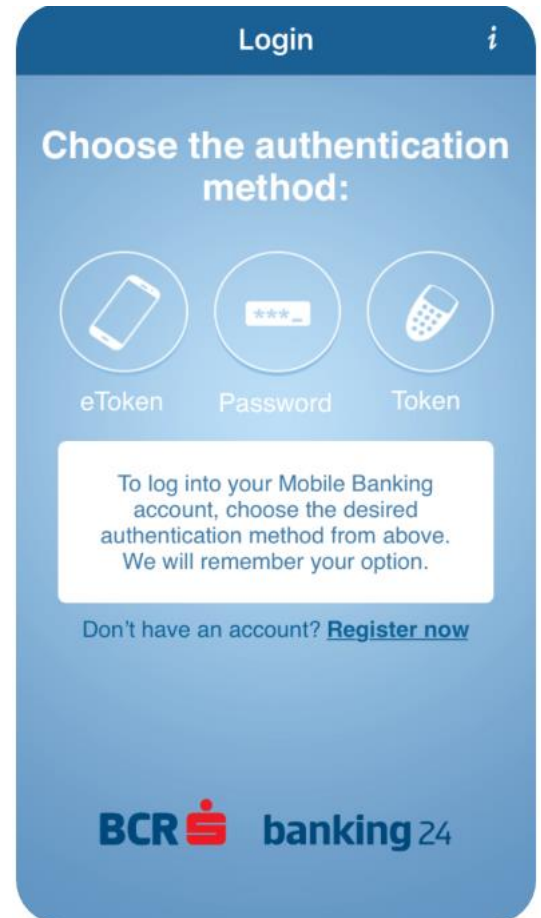 Login i
Choose the authentication
method:
***_
eToken Password Token
To log into your Mobile Banking
account, choose the desired
authentication method from above.
We will remember your option.
Don't have an account? Register now
BCR banking 24